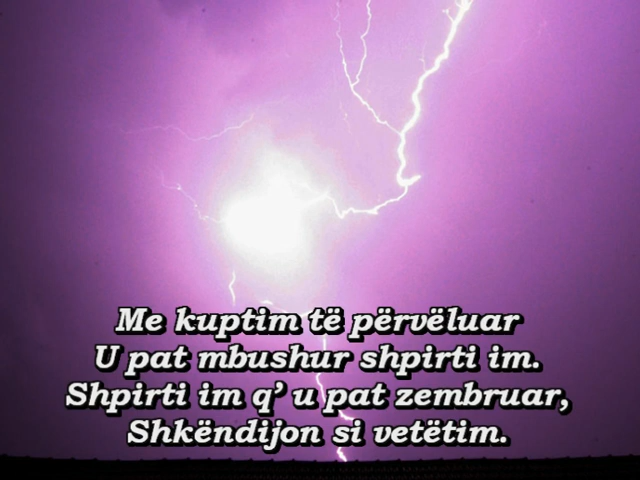 Me kuptim të përvëluar
U pat mbushur shpirti im.
Shpirti im q’ u pat zembruar,
Shkëndijon si vetëtim.